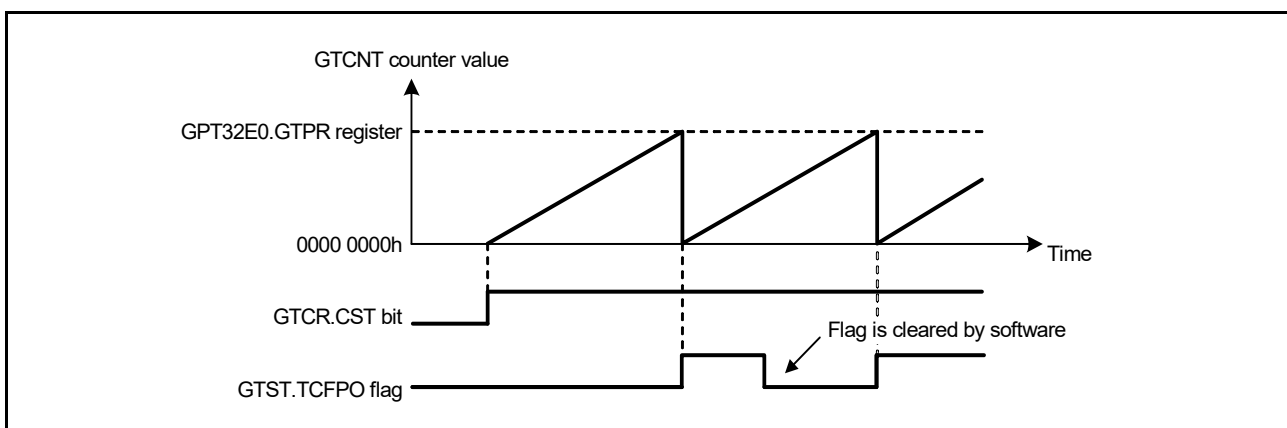 GTCNT counter value
GPT32E0.GTPR register
0000 0000h
Time
GTCR.CST bit
Flag is cleared by software
GTST.TCFPO flag